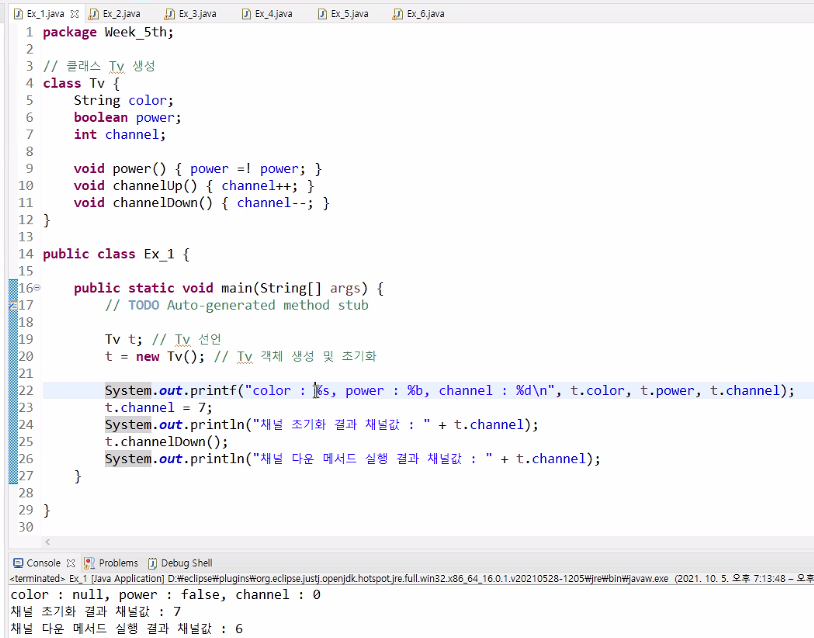 Ex_1.java Ex_2.java Ex_3.java Ex_4.java Ex_5.java Ex_6.java
1 package Week_5th;
2
3 // 클래스 Tv 생성
4 class Tv {
5 String color;
6 boolean power;
7 int channel;
8
9 void power() { power =! power; }
10 void channelUp() { channel++; }
11 void channelDown() { channel--; }
12 }
13
14 public class Ex_1 {
15
16 public static void main(String[] args) {
17 // TODO Auto-generated method stub
18
19 Tv t; // Tv 선언
20 t = new Tv(); // Tv 객체 생성 및 초기화
21
22 System.out.printf("color : %s, power : %b, channel : %d\n", t.color, t.power, t.channel);
23 t.channel = 7;
24 System.out.println("채널 초기화 결과 채널값 : " + t.channel);
25 t.channelDown();
26 System.out.println("채널 다운 메서드 실행 결과 채널값 : " + t.channel);
27 }
28
29 }
30
Console Problems Debug Shell
<terminated> Ex_1 [Java Application] D:₩eclipse₩plugins₩org.eclipse.justj.openjdk.hotspot.jre.full.win32.x86_64_16.0.1.v20210528-1205₩jre₩bin₩javaw.exe (2021. 10. 5. 오후 7:13:48 – 오후
color : null, power : false, channel : 0
채널 초기화 결과 채널값 : 7
채널 다운 메서드 실행 결과 채널값 : 6